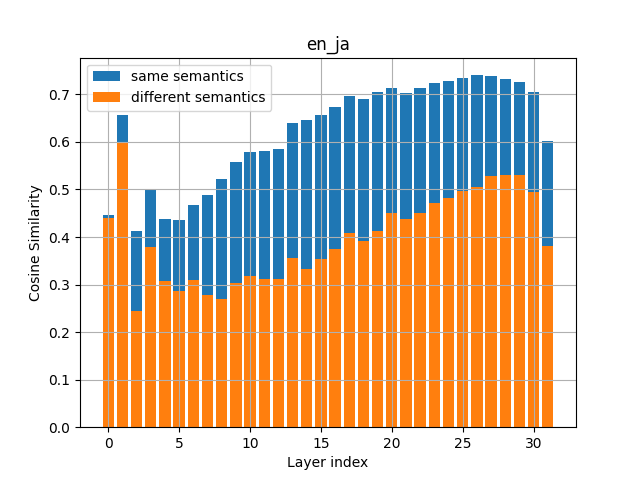 en_ja
same semantics
different semantics
Cosine Similarity
0.7
0.6
0.5
0.4
0.3
0.2
0.1
0.0
0 5 10 15 20 25 30
Layer index